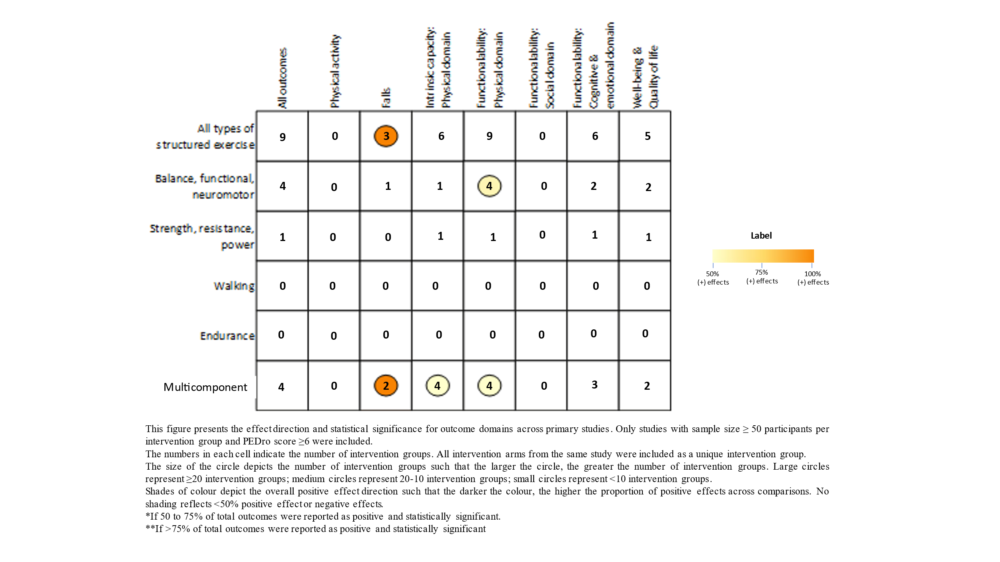 All outcomes
Physical activity
Falls
Intrinsic capacity:
Physical domain
Functional ability:
Physical domain
Functional ability:
Social domain
Functional ability:
Cognitive &
emotional domain
Well-being &
Quality of life
All types of
structured exercise
9 0 3 6 9 0 6 5
Balance, functional,
neuromotor
4 0 1 1 4 0 2 2
Strength, resistance,
power
1 0 0 1 1 0 1 1
Walking 0 0 0 0 0 0 0 0
Endurance 0 0 0 0 0 0 0 0
Multicomponent 4 0 2 4 4 0 3 2
Label
50%
(+) effects
75%
(+) effects
100%
(+) effects
This figure presents the effect direction and statistical significance for outcome domains across primary studies. Only studies with sample size ≥ 50 participants per
intervention group and PEDro score ≥6 were included.
The numbers in each cell indicate the number of intervention groups. All intervention arms from the same study were included as a unique intervention group.
The size of the circle depicts the number of intervention groups such that the larger the circle, the greater the number of intervention groups. Large circles
represent ≥20 intervention groups; medium circles represent 20-10 intervention groups; small circles represent <10 intervention groups.
Shades of colour depict the overall positive effect direction such that the darker the colour, the higher the proportion of positive effects across comparisons. No
shading reflects <50% positive effect or negative effects.
*If 50 to 75% of total outcomes were reported as positive and statistically significant.
**If >75% of total outcomes were reported as positive and statistically significant